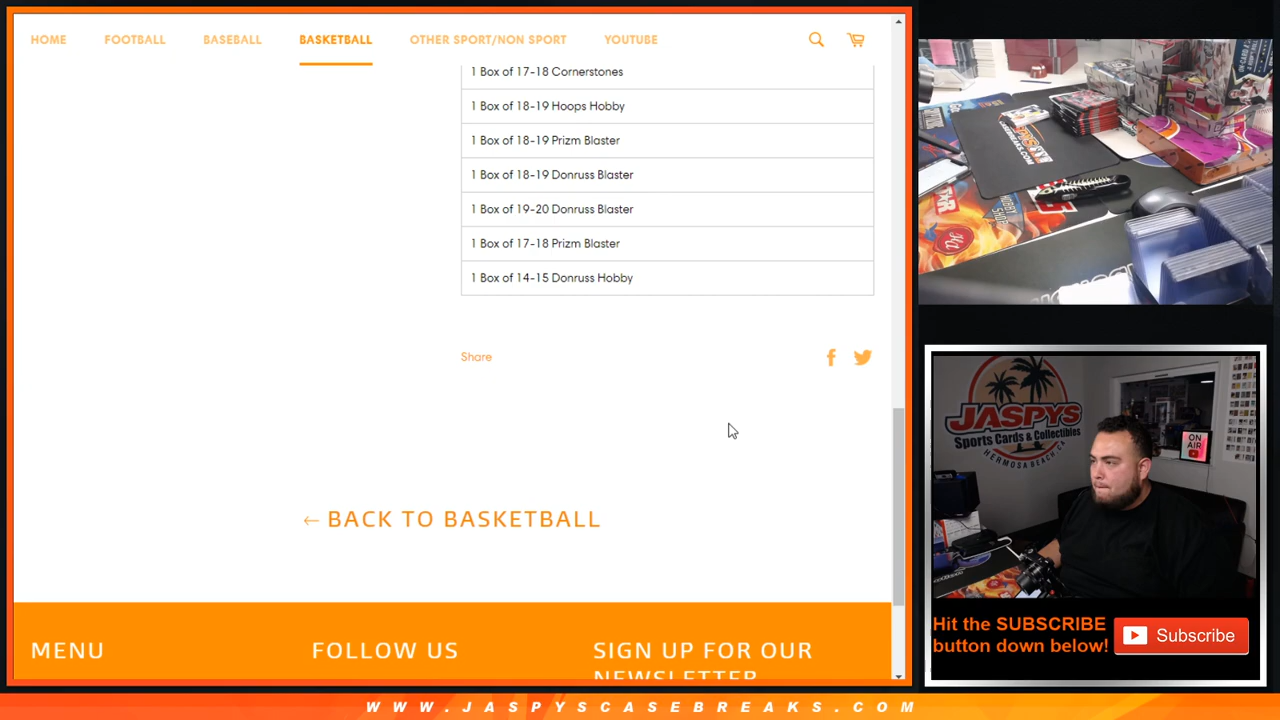 HOME
FOOTBALL
BASEBALL
BASKETBALL
OTHER SPORT/NON SPORT
YOUTUBE
1 Box of 17-18 Cornerstones
1 Box of 18-19 Hoops Hobby
1 Box of 18-19 Prizm Blaster
1 Box of 18-19 Donruss Blaster
1 Box of 19-20 Donruss Blaster
1 Box of 17-18 Prizm Blaster
1 Box of 14-15 Donruss Hobby
Share
← BACK TO BASKETBALL
MENU
FOLLOW US
SIGN UP FOR OUR
NEWSLETTER
JASPYS
Sports Cards & Collectibles
HERMOSA BEACH CA
ON
AIR
Hit the SUBSCRIBE
button down below!
Subscribe
WWW.JASPYSCASEBREAKS.COM